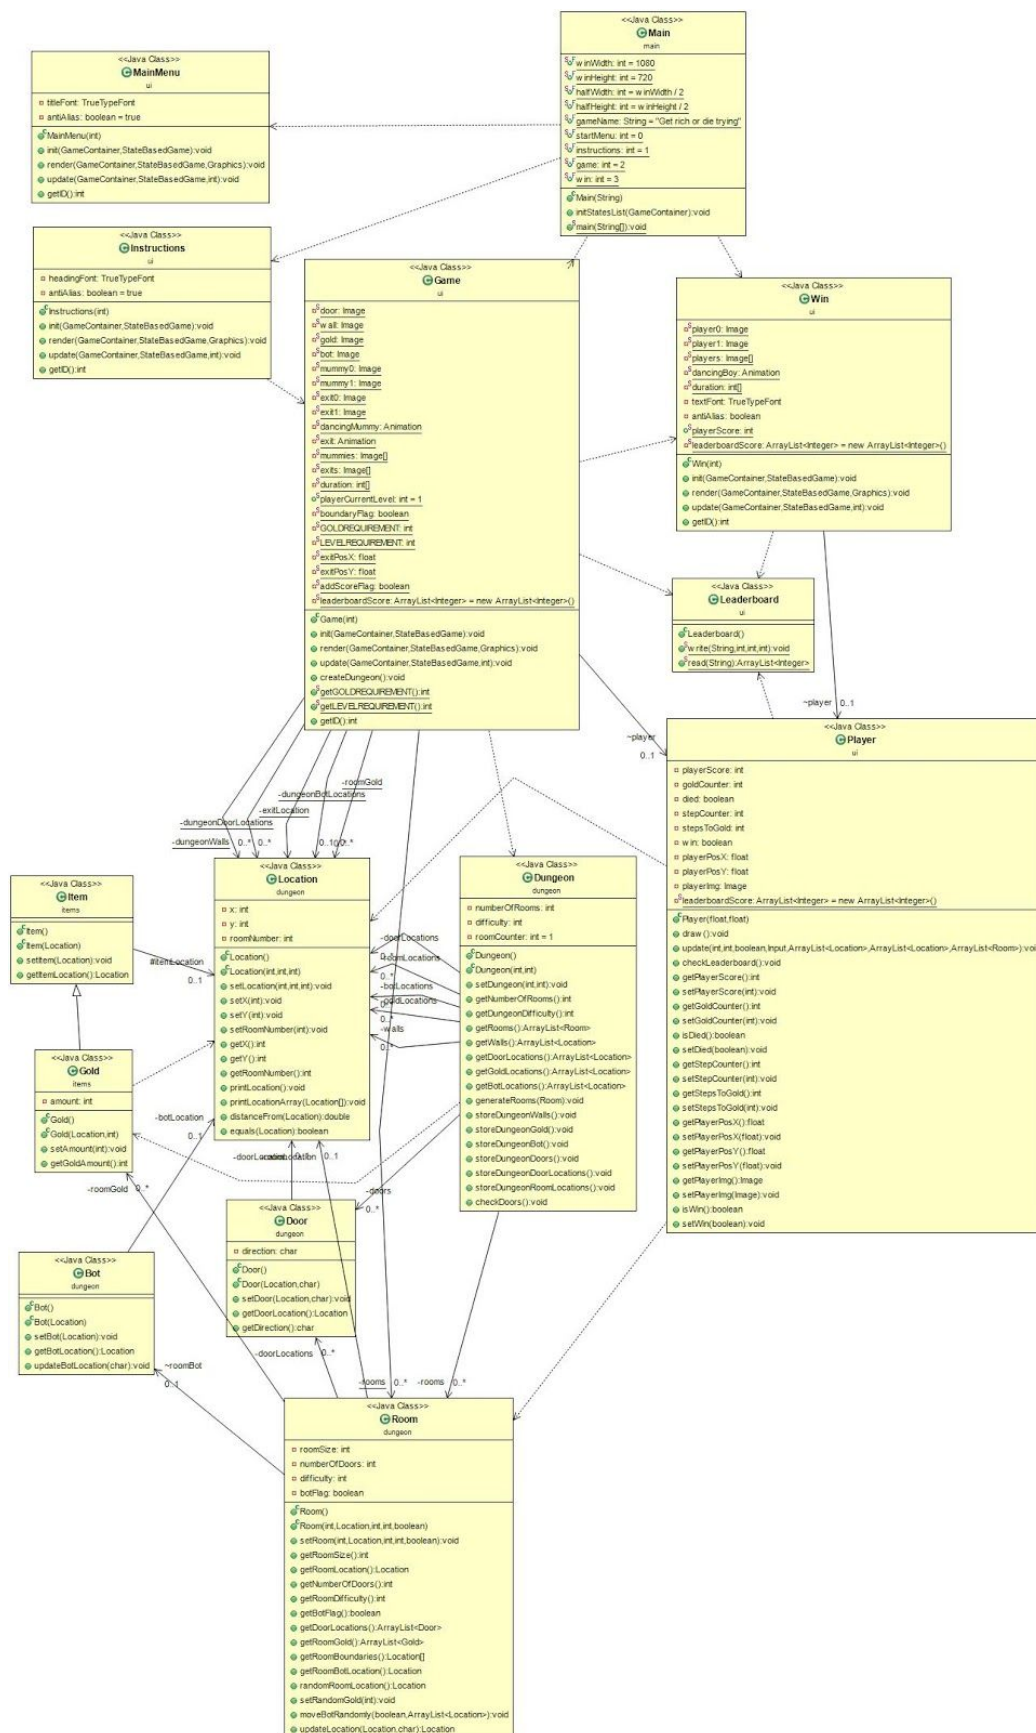 <<Java Class>>
Main
main
winWidth: int = 1080
winHeight: int = 720
halfWidth: int = winWidth / 2
halfHeight: int = winHeight / 2
gameName: String = "Get rich or die trying"
startMenu: int = 0
instructions: int = 1
game: int = 2
win: int = 3
Main(String)
initStatesList(GameContainer):void
main(String[]):void
<<Java Class>>
MainMenu
ui
titleFont: TrueTypeFont
antiAlias: boolean = true
MainMenu(int)
init(GameContainer,StateBasedGame):void
render(GameContainer,StateBasedGame,Graphics):void
update(GameContainer,StateBasedGame,int):void
getID():int
<<Java Class>>
Instructions
ui
headingFont: TrueTypeFont
antiAlias: boolean = true
Instructions(int)
init(GameContainer,StateBasedGame):void
render(GameContainer,StateBasedGame,Graphics):void
update(GameContainer,StateBasedGame,int):void
getID():int
<<Java Class>>
Game
ui
door: Image
wall: Image
gold: Image
bot: Image
mummy0: Image
mummy1: Image
exit0: Image
exit1: Image
dancingMummy: Animation
exit: Animation
mummies: Image[]
exits: Image[]
duration: int[]
playerCurrentLevel: int = 1
boundaryFlag: boolean
GOLDREQUIREMENT: int
LEVELREQUIREMENT: int
exitPosX: float
exitPosY: float
addScoreFlag: boolean
leaderboardScore: ArrayList<Integer> = new ArrayList<Integer>()
Game(int)
init(GameContainer,StateBasedGame):void
render(GameContainer,StateBasedGame,Graphics):void
update(GameContainer,StateBasedGame,int):void
createDungeon():void
getGOLDREQUIREMENT():int
getLEVELREQUIREMENT():int
getID():int
<<Java Class>>
Win
ui
player0: Image
player1: Image
players: Image[]
dancingBoy: Animation
duration: int[]
textFont: TrueTypeFont
antiAlias: boolean
playerScore: int
leaderboardScore: ArrayList<Integer> = new ArrayList<Integer>()
Win(int)
init(GameContainer,StateBasedGame):void
render(GameContainer,StateBasedGame,Graphics):void
update(GameContainer,StateBasedGame,int):void
getID():int
<<Java Class>>
Leaderboard
ui
Leaderboard()
write(String,int,int,int):void
read(String):ArrayList<Integer>
~player 0..1
~player
0..1
<<Java Class>>
Player
ui
playerScore: int
goldCounter: int
died: boolean
stepCounter: int
stepsToGold: int
win: boolean
playerPosX: float
playerPosY: float
playerImg: Image
leaderboardScore: ArrayList<Integer> = new ArrayList<Integer>()
Player(float,float)
draw():void
update(int,int,boolean,Input,ArrayList<Location>,ArrayList<Location>,ArrayList<Room>):void
checkLeaderboard():void
getPlayerScore():int
setPlayerScore(int):void
getGoldCounter():int
setGoldCounter(int):void
isDied():boolean
setDied(boolean):void
getStepCounter():int
setStepCounter(int):void
getStepsToGold():int
setStepsToGold(int):void
getPlayerPosX():float
setPlayerPosX(float):void
getPlayerPosY():float
setPlayerPosY(float):void
getPlayerImg():Image
setPlayerImg(Image):void
isWin():boolean
setWin(boolean):void
-roomGold
-dungeonBotLocations
-exitLocation
-dungeonDoorLocations
-dungeonWalls 0..* 0..*
<<Java Class>>
Location
dungeon
x: int
y: int
roomNumber: int
Location()
Location(int,int,int)
setLocation(int,int,int):void
setX(int):void
setY(int):void
setRoomNumber(int):void
getX():int
getY():int
getRoomNumber():int
printLocation():void
printLocationArray(Location[]):void
distanceFrom(Location):double
equals(Location):boolean
<<Java Class>>
Dungeon
dungeon
numberOfRooms: int
difficulty: int
roomCounter: int = 1
Dungeon()
Dungeon(int,int)
setDungeon(int,int):void
getNumberOfRooms():int
getDungeonDifficulty():int
getRooms():ArrayList<Room>
getWalls():ArrayList<Location>
getDoorLocations():ArrayList<Location>
getGoldLocations():ArrayList<Location>
getBotLocations():ArrayList<Location>
generateRooms(Room):void
storeDungeonWalls():void
storeDungeonGold():void
storeDungeonBot():void
storeDungeonDoors():void
storeDungeonDoorLocations():void
storeDungeonRoomLocations():void
checkDoors():void
-doorLocations
-roomLocations
0..*
-botLocations
-goldLocations
0..*
-walls
0..*
<<Java Class>>
Item
items
Item()
Item(Location)
setItem(Location):void
getItemLocation():Location
#itemLocation
0..1
<<Java Class>>
Gold
items
amount: int
Gold()
Gold(Location,int)
setAmount(int):void
getGoldAmount():int
-botLocation
0..1
0..1
-roomGold 0..*
-doors
0..*
<<Java Class>>
Door
dungeon
direction: char
Door()
Door(Location,char)
setDoor(Location,char):void
getDoorLocation():Location
getDirection():char
<<Java Class>>
Bot
dungeon
Bot()
Bot(Location)
setBot(Location):void
getBotLocation():Location
updateBotLocation(char):void
-doorLocations 0..*
~roomBot
0..1
-rooms 0..*
-rooms 0..*
<<Java Class>>
Room
dungeon
roomSize: int
numberOfDoors: int
difficulty: int
botFlag: boolean
Room()
Room(int,Location,int,int,boolean)
setRoom(int,Location,int,int,boolean):void
getRoomSize():int
getRoomLocation():Location
getNumberOfDoors():int
getRoomDifficulty():int
getBotFlag():boolean
getDoorLocations():ArrayList<Door>
getRoomGold():ArrayList<Gold>
getRoomBoundaries():Location[]
getRoomBotLocation():Location
randomRoomLocation():Location
setRandomGold(int):void
moveBotRandomly(boolean,ArrayList<Location>):void
updateLocation(Location,char):Location